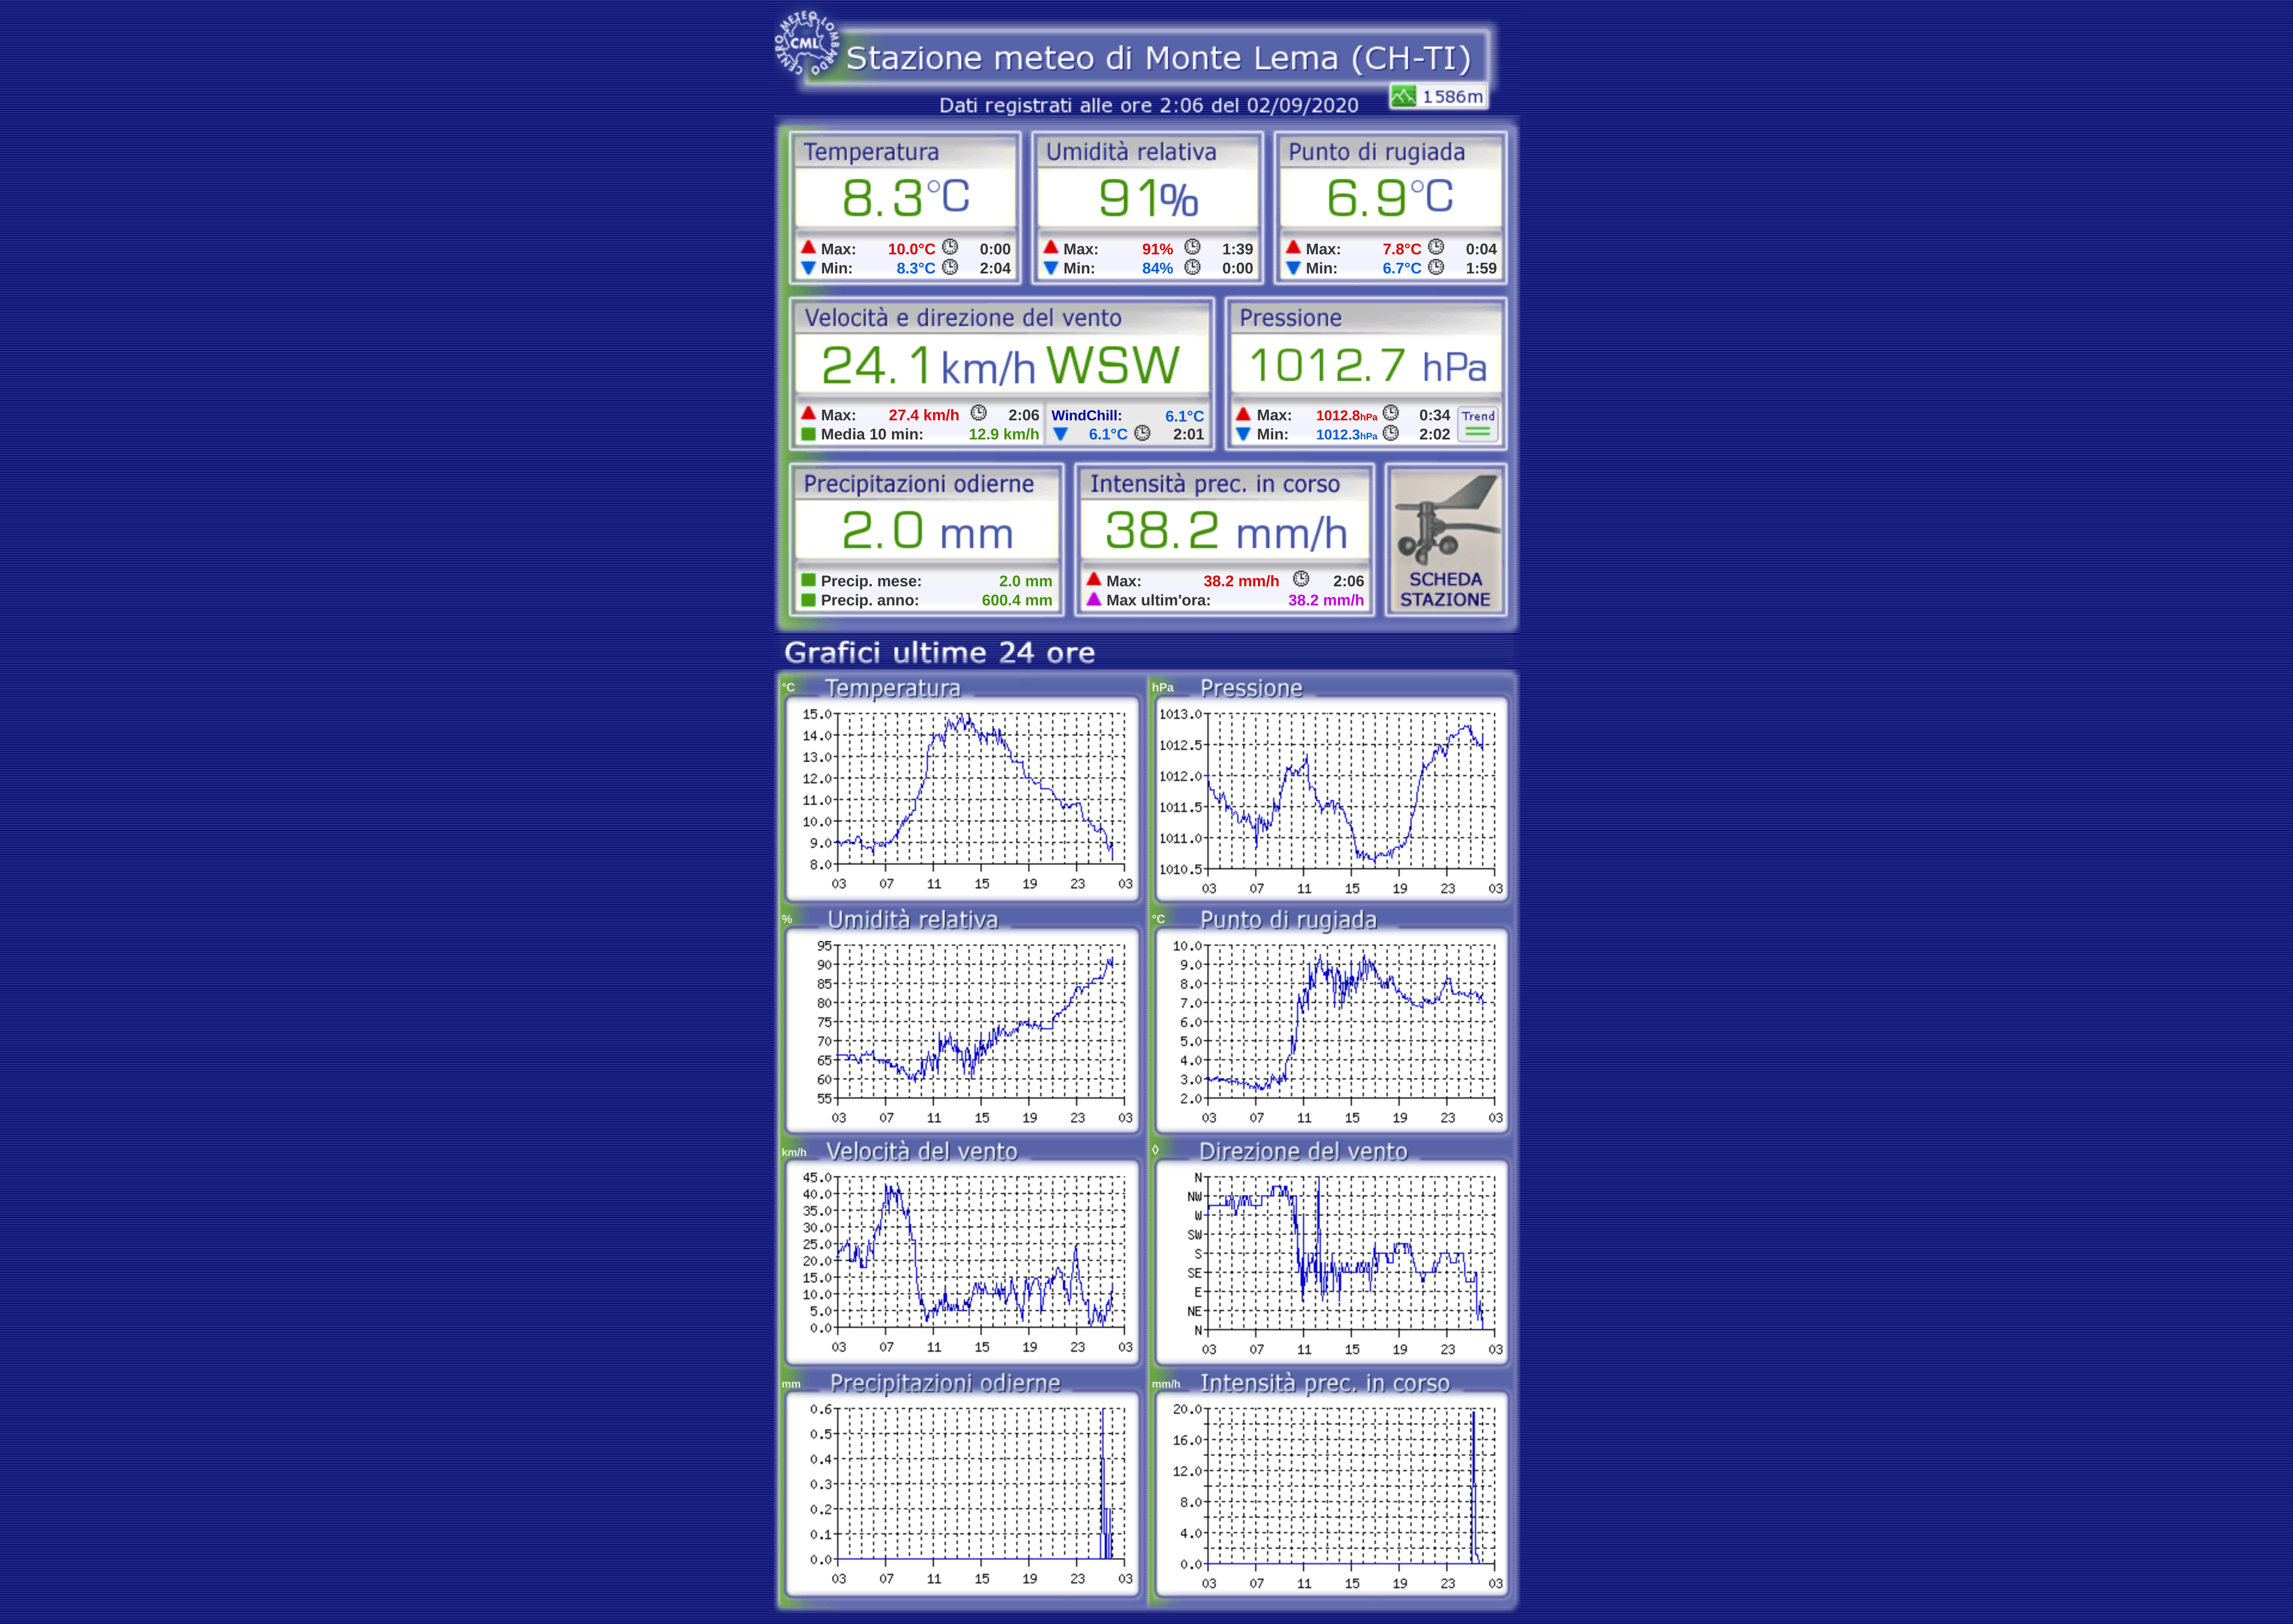 CENTRO METEO LOMBARDO
CML
Stazione meteo di Monte Lema (CH-TI)
1586m
Dati registrati alle ore 2:06 del 02/09/2020
Temperatura
8.3°C
Max: 10.0°C 0:00
Min: 8.3°C 2:04
Umidità relativa
91%
Max: 91% 1:39
Min: 84% 0:00
Punto di rugiada
6.9°C
Max: 7.8°C 0:04
Min: 6.7°C 1:59
Velocità e direzione del vento
24.1 km/h WSW
Max: 27.4 km/h 2:06
Media 10 min: 12.9 km/h
WindChill: 6.1°C
6.1°C 2:01
Pressione
1012.7 hPa
Max: 1012.8hPa 0:34
Min: 1012.3hPa 2:02
Trend
Precipitazioni odierne
2.0 mm
Precip. mese: 2.0 mm
Precip. anno: 600.4 mm
Intensità prec. in corso
38.2 mm/h
Max: 38.2 mm/h 2:06
Max ultim'ora: 38.2 mm/h
SCHEDA
STAZIONE
Grafici ultime 24 ore
°C Temperatura
15.0
14.0
13.0
12.0
11.0
10.0
9.0
8.0
03 07 11 15 19 23 03
hPa Pressione
1013.0
1012.5
1012.0
1011.5
1011.0
1010.5
03 07 11 15 19 23 03
% Umidità relativa
95
90
85
80
75
70
65
60
55
03 07 11 15 19 23 03
°C Punto di rugiada
10.0
9.0
8.0
7.0
6.0
5.0
4.0
3.0
2.0
03 07 11 15 19 23 03
km/h Velocità del vento
45.0
40.0
35.0
30.0
25.0
20.0
15.0
10.0
5.0
0.0
03 07 11 15 19 23 03
◊ Direzione del vento
N
NW
W
SW
S
SE
E
NE
N
03 07 11 15 19 23 03
mm Precipitazioni odierne
0.6
0.5
0.4
0.3
0.2
0.1
0.0
03 07 11 15 19 23 03
mm/h Intensità prec. in corso
20.0
16.0
12.0
8.0
4.0
0.0
03 07 11 15 19 23 03